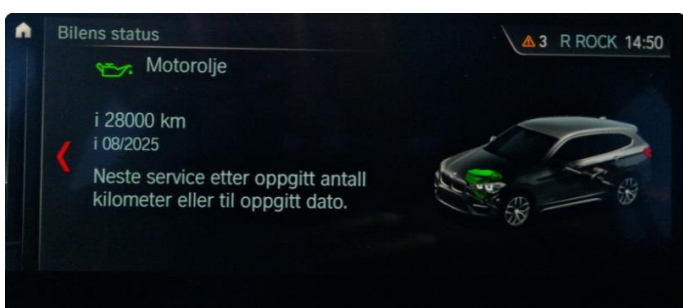 Bilens status
3 R ROCK 14:50
Motorolje
i 28000 km
i 08/2025
Neste service etter oppgitt antall
kilometer eller til oppgitt dato.